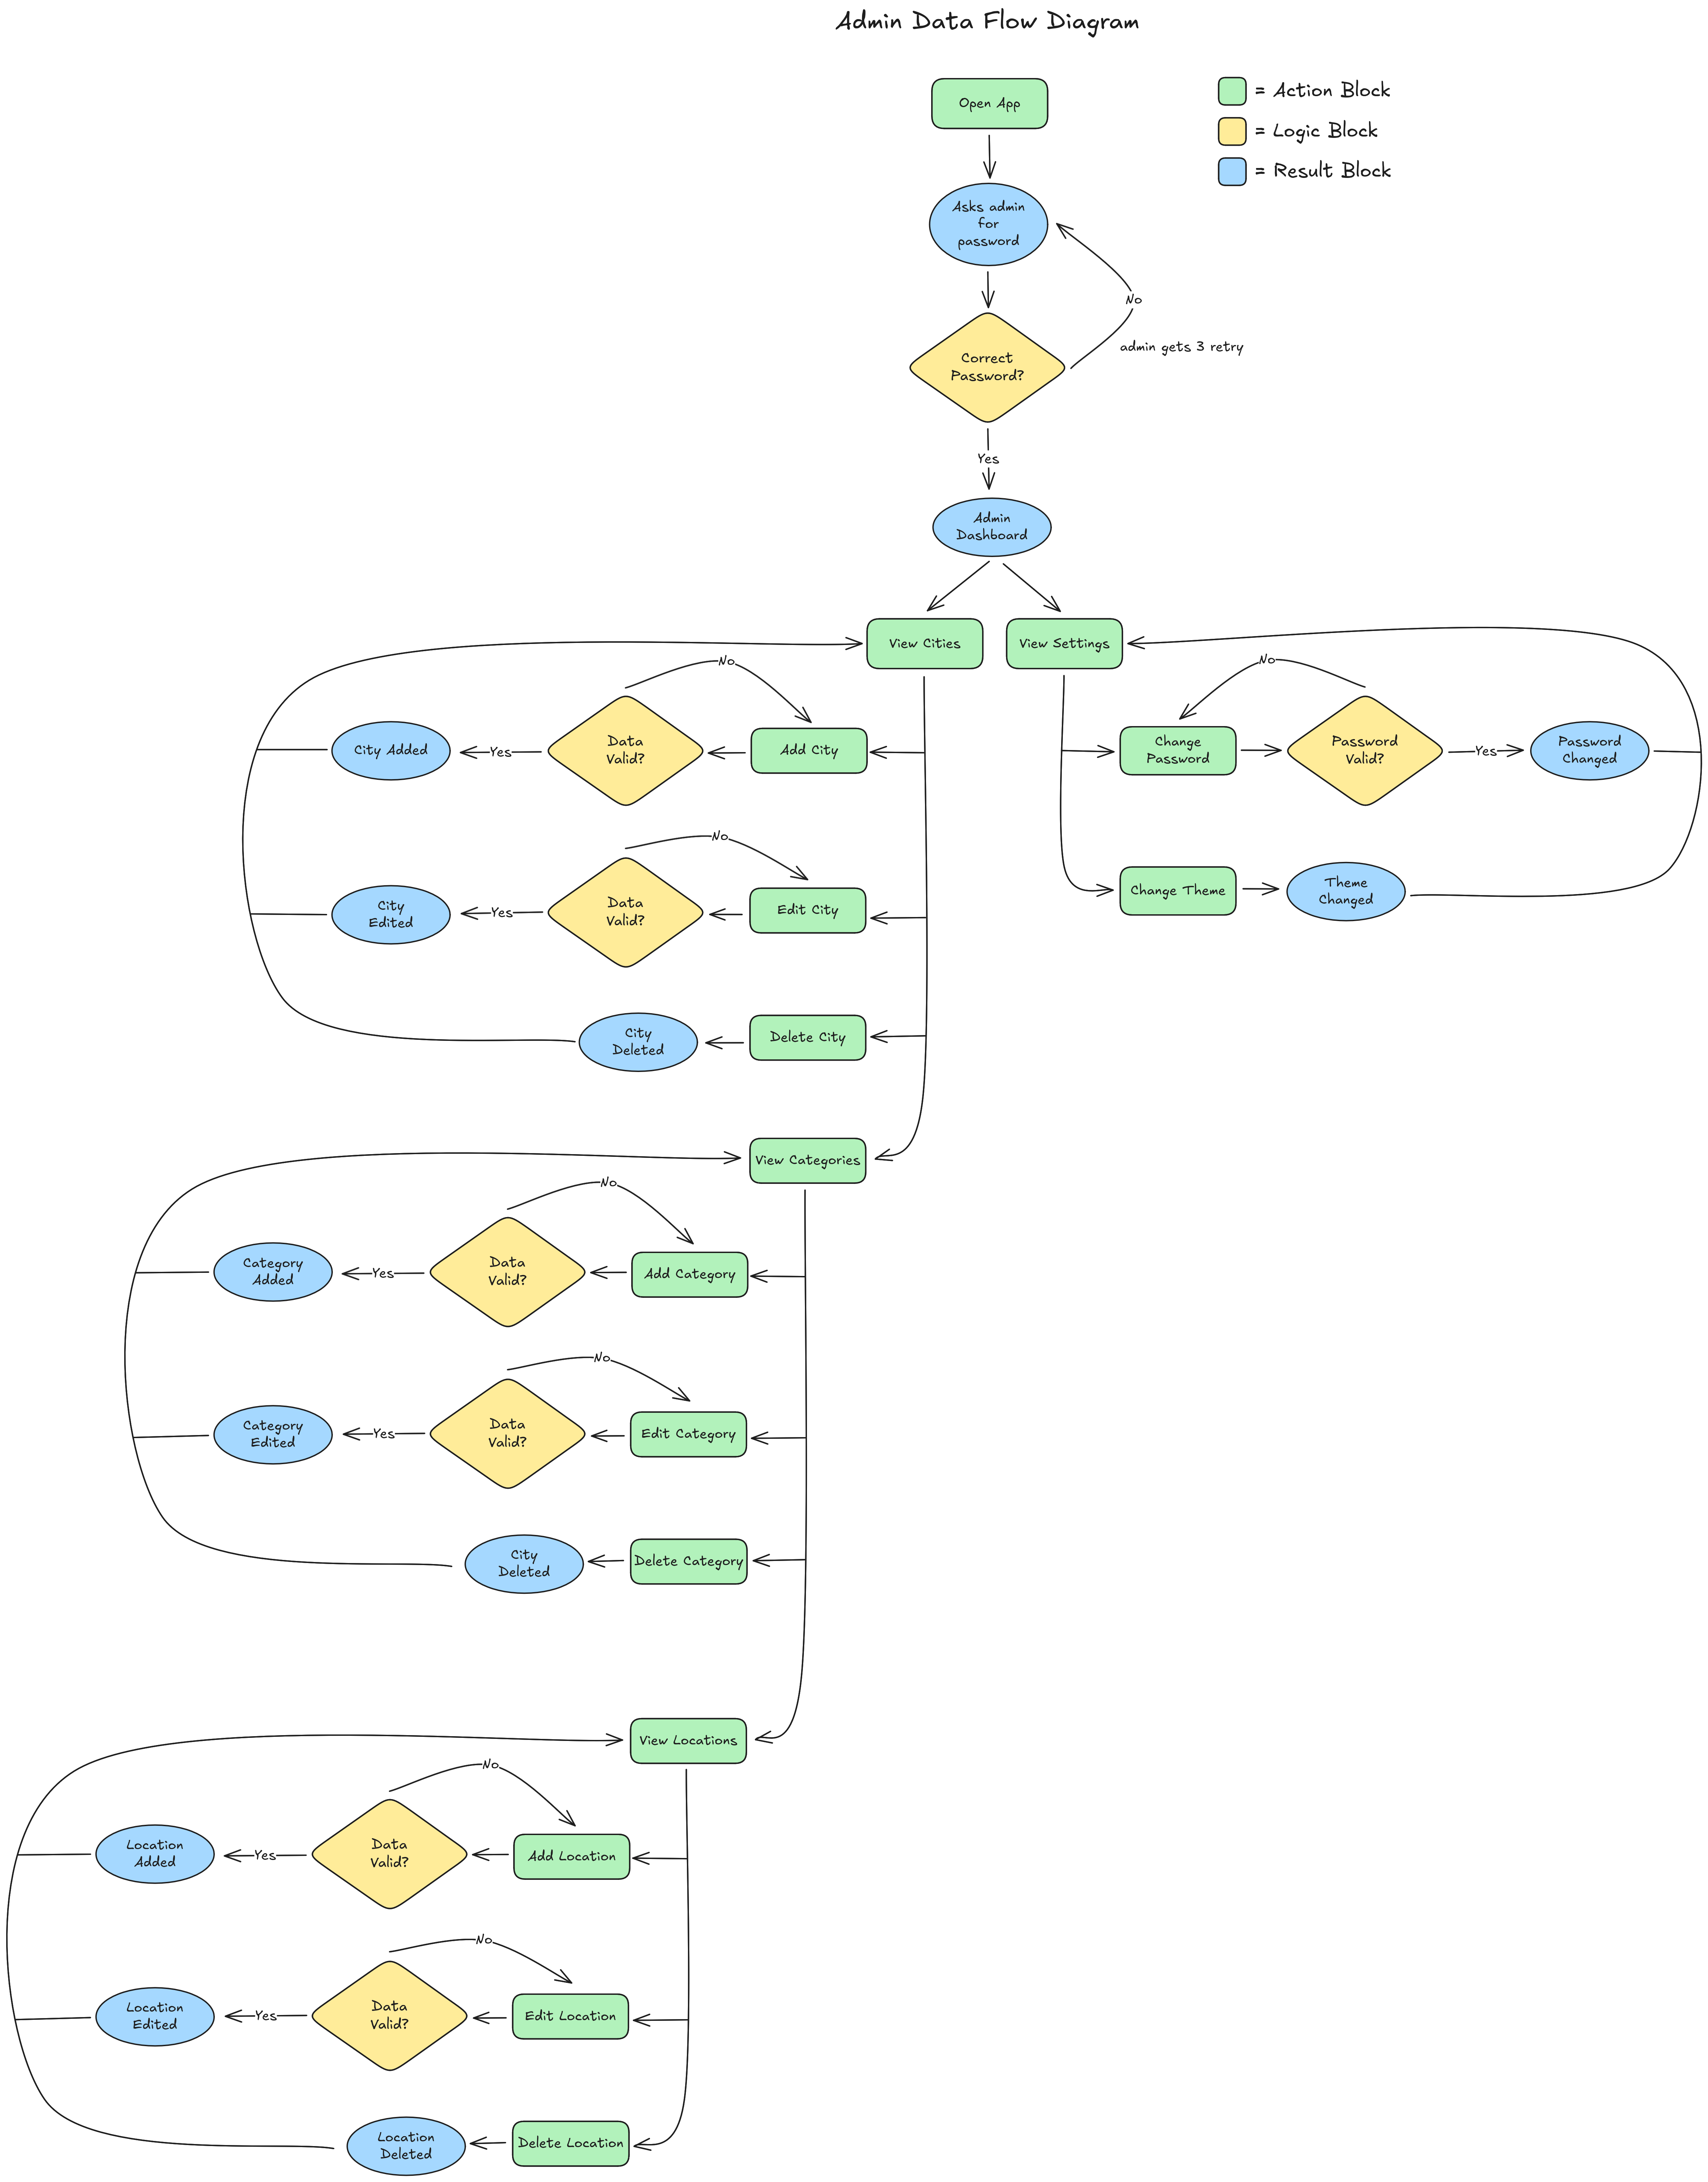 Admin Data Flow Diagram
Open App
= Action Block
= Logic Block
= Result Block
Asks admin
for
password
No
admin gets 3 retry
Correct
Password?
Yes
Admin
Dashboard
View Cities
View Settings
No
No
City Added
Yes
Data
Valid?
Add City
Change
Password
Password
Valid?
Yes
Password
Changed
No
City
Edited
Yes
Data
Valid?
Edit City
Change Theme
Theme
Changed
City
Deleted
Delete City
View Categories
No
Category
Added
Yes
Data
Valid?
Add Category
No
Category
Edited
Yes
Data
Valid?
Edit Category
City
Deleted
Delete Category
View Locations
No
Location
Added
Yes
Data
Valid?
Add Location
No
Location
Edited
Yes
Data
Valid?
Edit Location
Location
Deleted
Delete Location